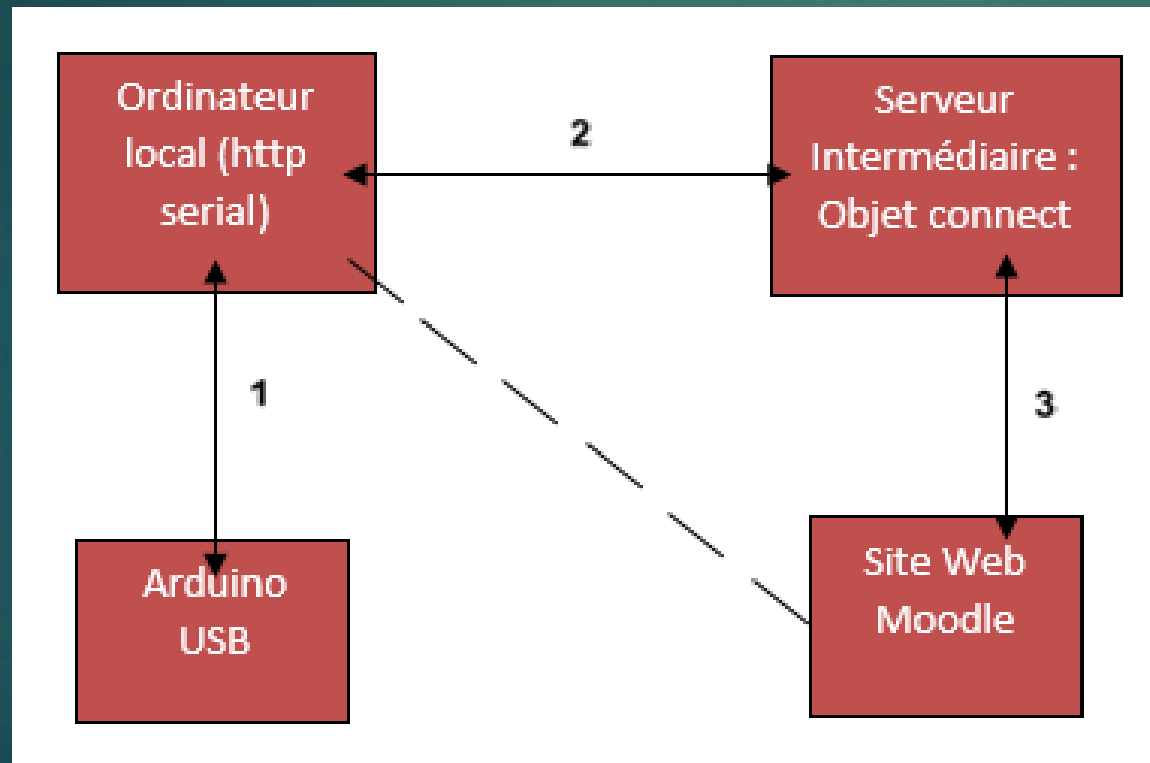 Ordinateur
local (http
serial)
2
Serveur
Intermédiaire :
Objet connect
1
3
Arduino
USB
Site Web
Moodle